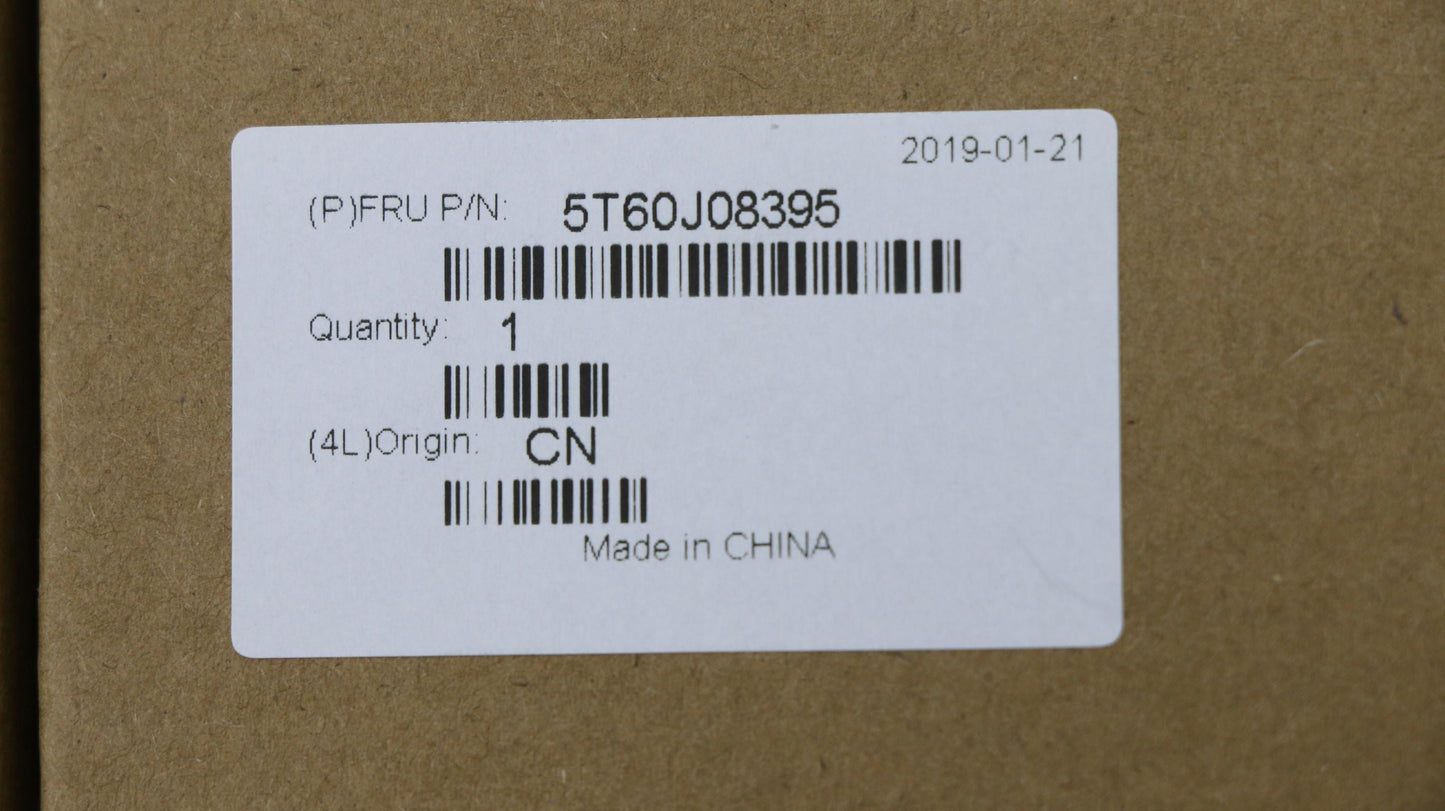 2019-01-21
(P)FRU P/N: 5T60J08395
Quantity: 1
(4L)Origin: CN
Made in CHINA